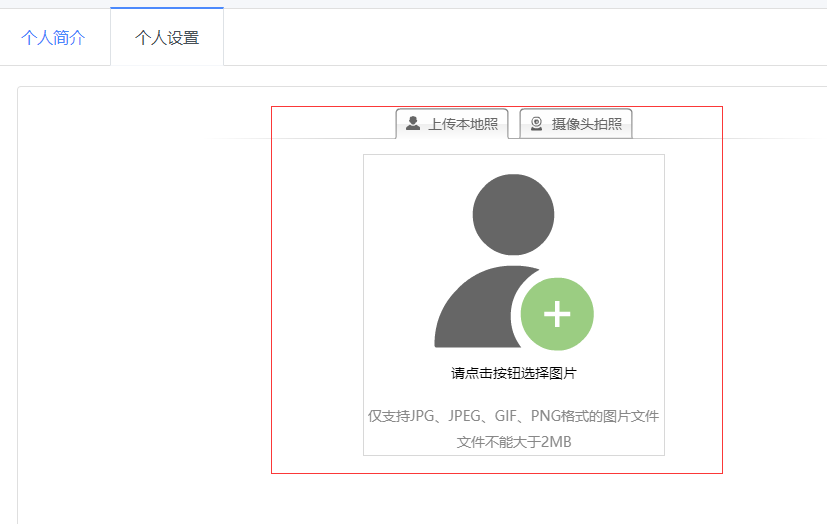 个人简介 个人设置
上传本地照 摄像头拍照
请点击按钮选择图片
仅支持JPG、JPEG、GIF、PNG格式的图片文件
文件不能大于2MB